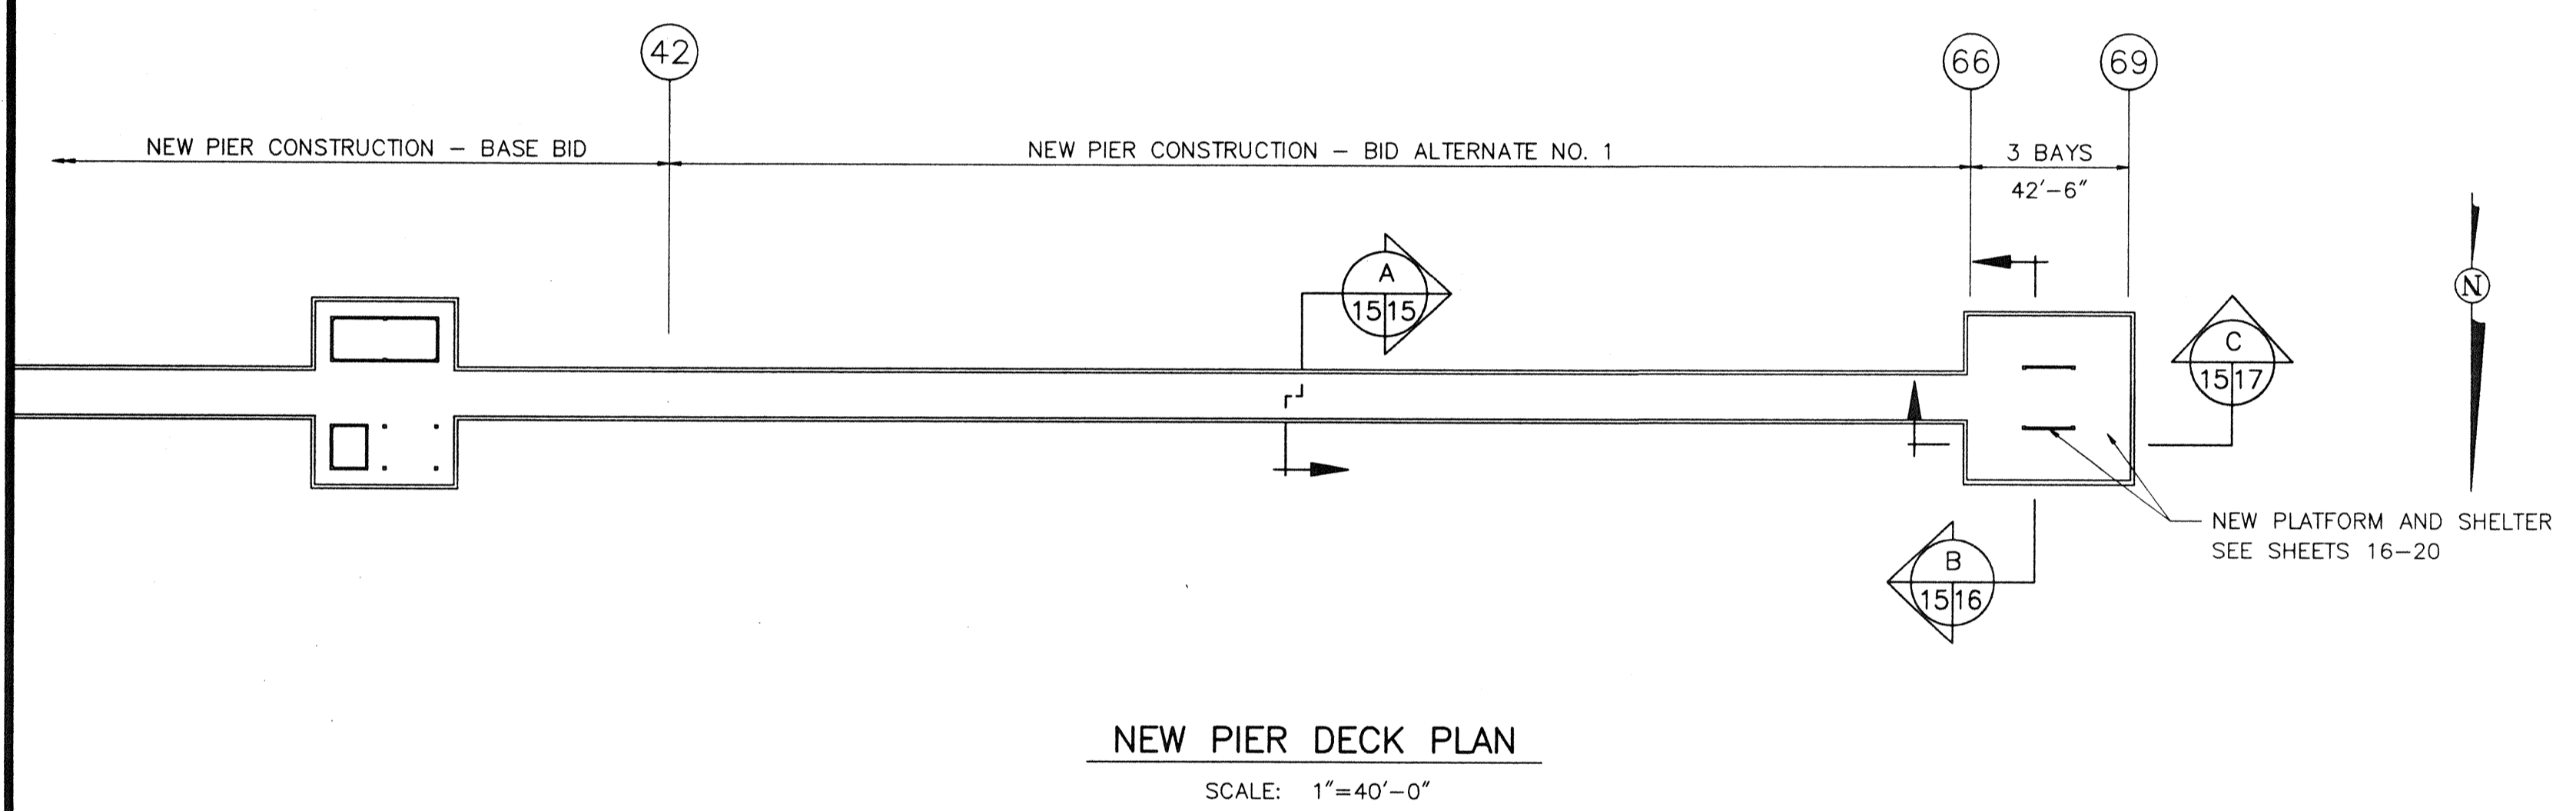 42
66
69
NEW PIER CONSTRUCTION – BASE BID
NEW PIER CONSTRUCTION – BID ALTERNATE NO. 1
3 BAYS
42'–6"
A
15 15
N
C
15 17
NEW PLATFORM AND SHELTER
SEE SHEETS 16–20
B
15 16
NEW PIER DECK PLAN
SCALE: 1"=40'–0"